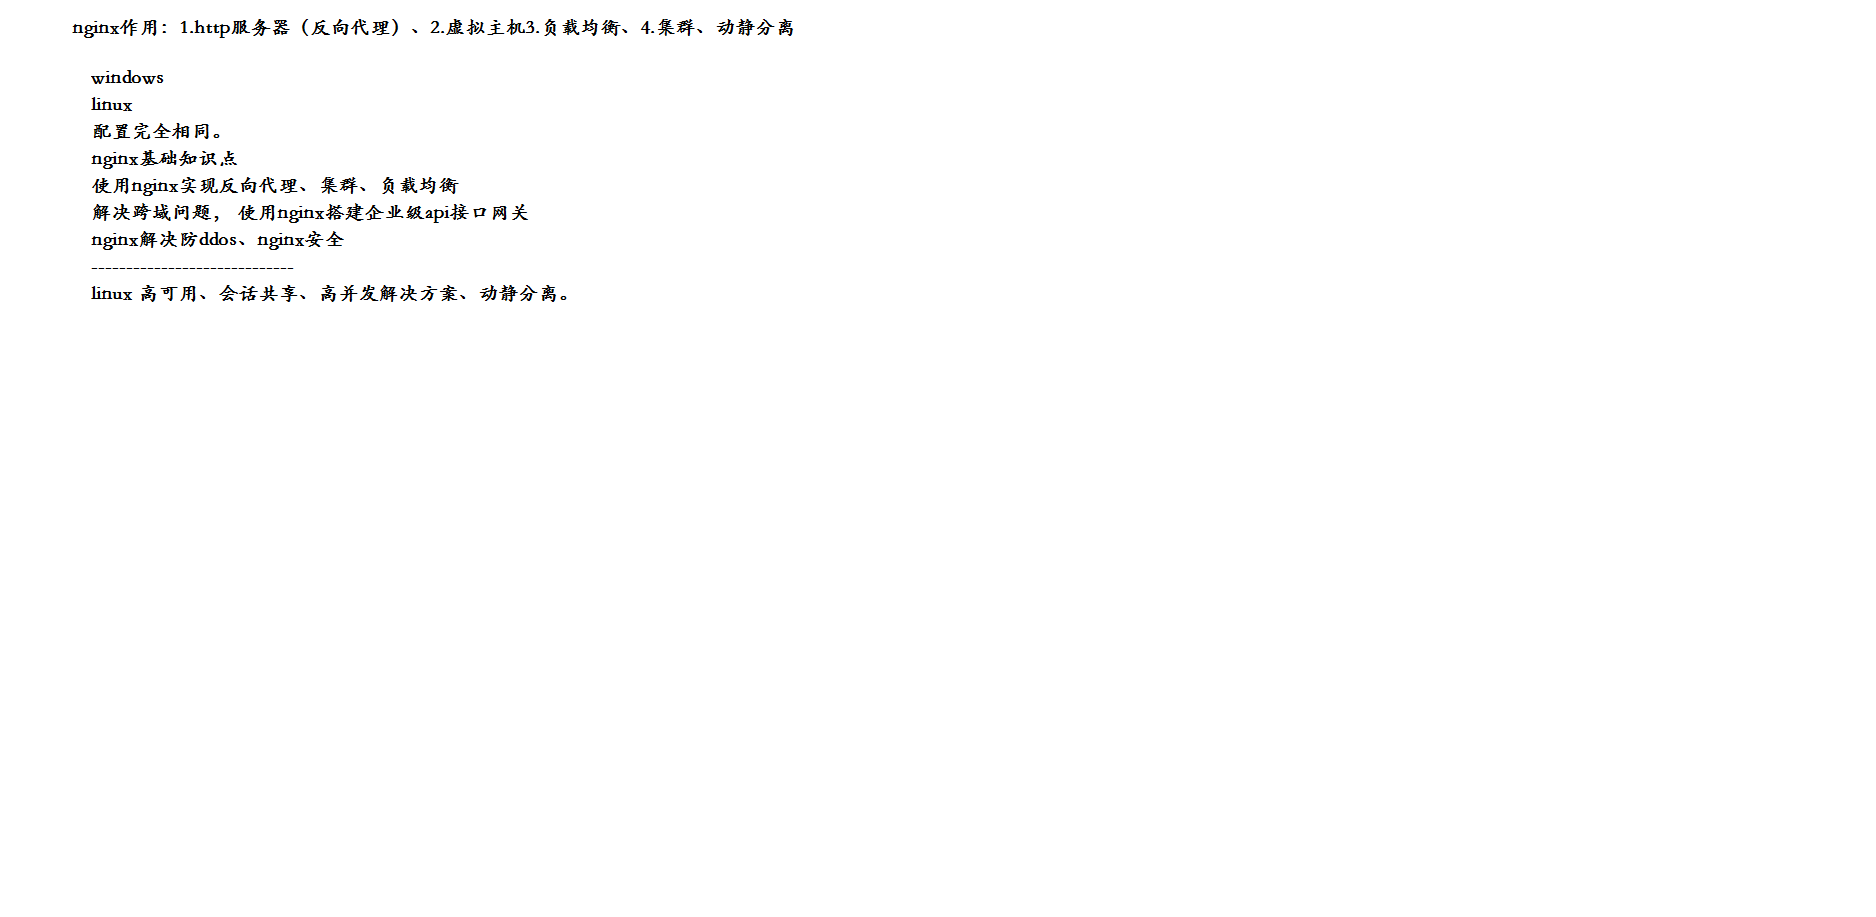 nginx作用：1.http服务器（反向代理）、2.虚拟主机3.负载均衡、4.集群、动静分离
windows
linux
配置完全相同。
nginx基础知识点
使用nginx实现反向代理、集群、负载均衡
解决跨域问题， 使用nginx搭建企业级api接口网关
nginx解决防ddos、nginx安全
-----------------------------
linux 高可用、会话共享、高并发解决方案、动静分离。